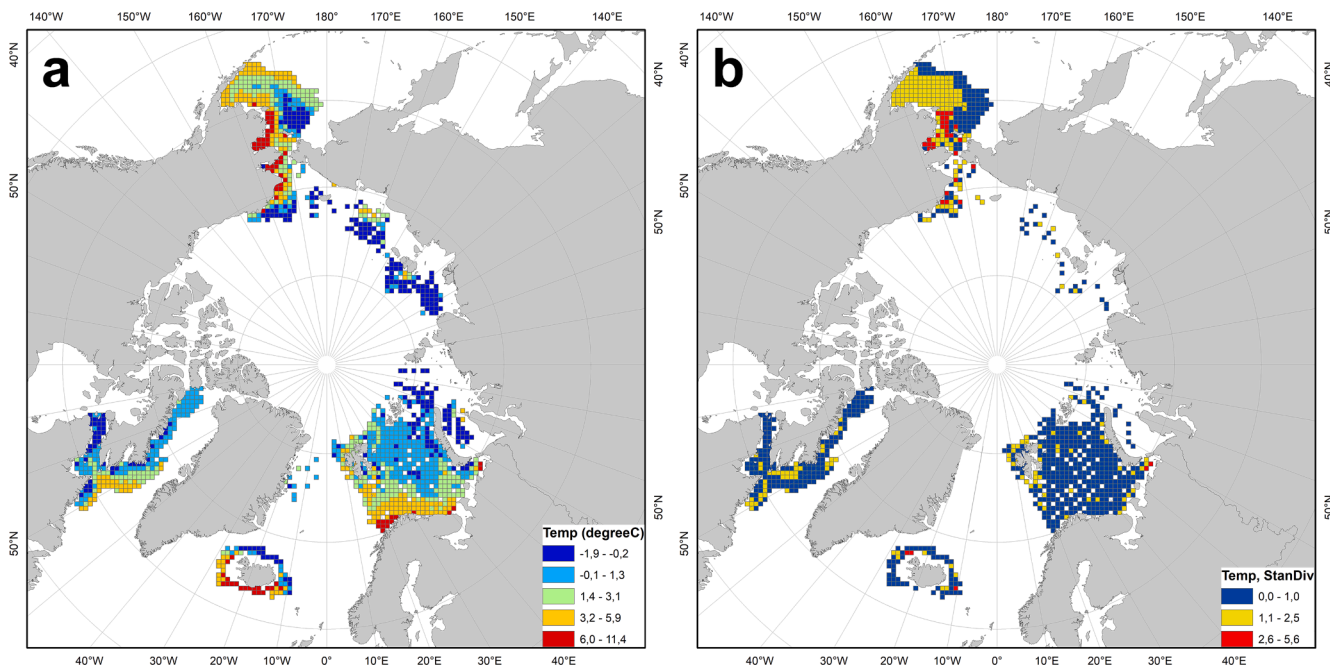 140°W 150°W 160°W 170°W 180° 170°E 160°E 150°E 140°E
140°W 150°W 160°W 170°W 180° 170°E 160°E 150°E 140°E
a
b
40°N 40°N
40°N 40°N
50°N 50°N
50°N 50°N
50°N 50°N
50°N 50°N
Temp (degreeC)
-1,9 - -0,2
-0,1 - 1,3
1,4 - 3,1
3,2 - 5,9
6,0 - 11,4
Temp, StanDiv
0,0 - 1,0
1,1 - 2,5
2,6 - 5,6
40°W 30°W 20°W 10°W 0° 10°E 20°E 30°E 40°E
40°W 30°W 20°W 10°W 0° 10°E 20°E 30°E 40°E